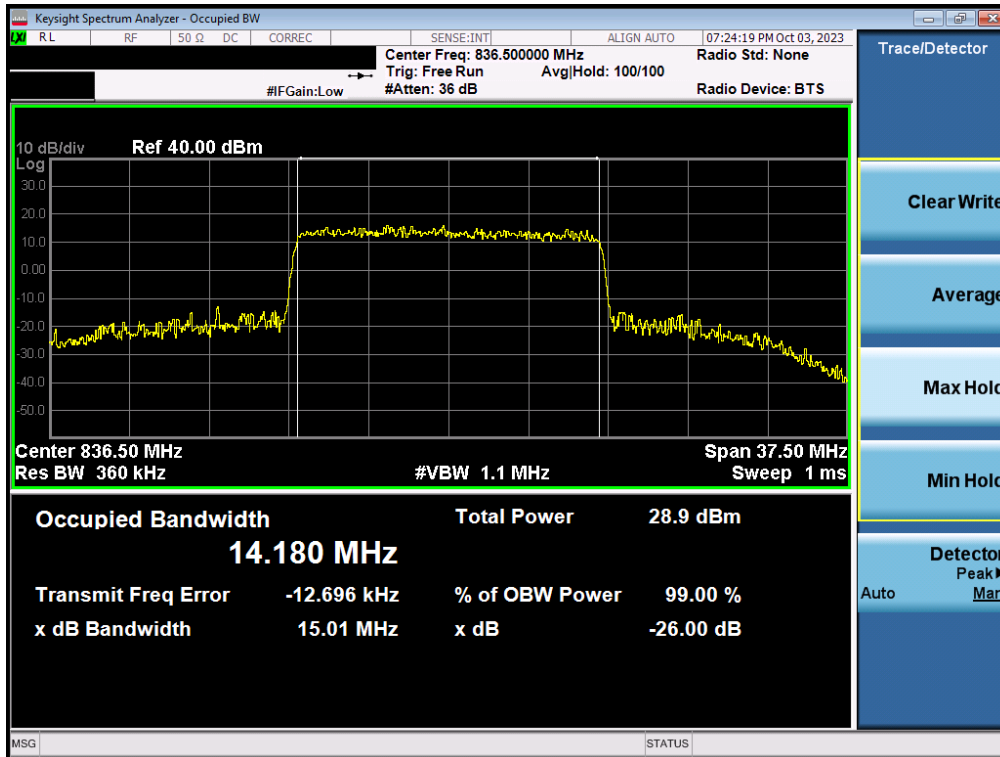 Keysight Spectrum Analyzer - Occupied BW
LXI RL RF 50 Ω DC CORREC SENSE:INT ALIGN AUTO 07:24:19 PM Oct 03, 2023
Center Freq: 836.500000 MHz Radio Std: None
Trig: Free Run Avg|Hold: 100/100
#IFGain:Low #Atten: 36 dB Radio Device: BTS
10 dB/div Ref 40.00 dBm
Log
30.0
20.0
10.0
0.00
-10.0
-20.0
-30.0
-40.0
-50.0
Center 836.50 MHz Span 37.50 MHz
Res BW 360 kHz #VBW 1.1 MHz Sweep 1 ms
Occupied Bandwidth Total Power 28.9 dBm
14.180 MHz
Transmit Freq Error -12.696 kHz % of OBW Power 99.00 %
x dB Bandwidth 15.01 MHz x dB -26.00 dB
MSG STATUS
Trace/Detector
Clear Write
Average
Max Hold
Min Hold
Detector
Peak▶
Auto Man